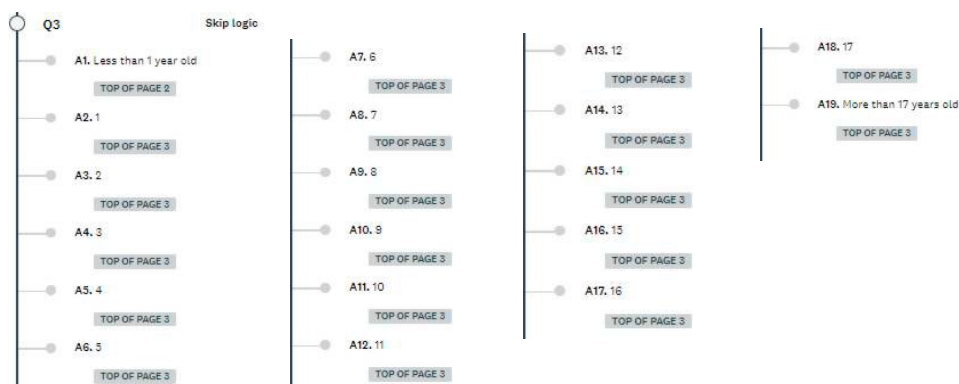 Q3 Skip logic
A1. Less than 1 year old
TOP OF PAGE 2
A2. 1
TOP OF PAGE 3
A3. 2
TOP OF PAGE 3
A4. 3
TOP OF PAGE 3
A5. 4
TOP OF PAGE 3
A6. 5
TOP OF PAGE 3
A7. 6
TOP OF PAGE 3
A8. 7
TOP OF PAGE 3
A9. 8
TOP OF PAGE 3
A10. 9
TOP OF PAGE 3
A11. 10
TOP OF PAGE 3
A12. 11
TOP OF PAGE 3
A13. 12
TOP OF PAGE 3
A14. 13
TOP OF PAGE 3
A15. 14
TOP OF PAGE 3
A16. 15
TOP OF PAGE 3
A17. 16
TOP OF PAGE 3
A18. 17
TOP OF PAGE 3
A19. More than 17 years old
TOP OF PAGE 3